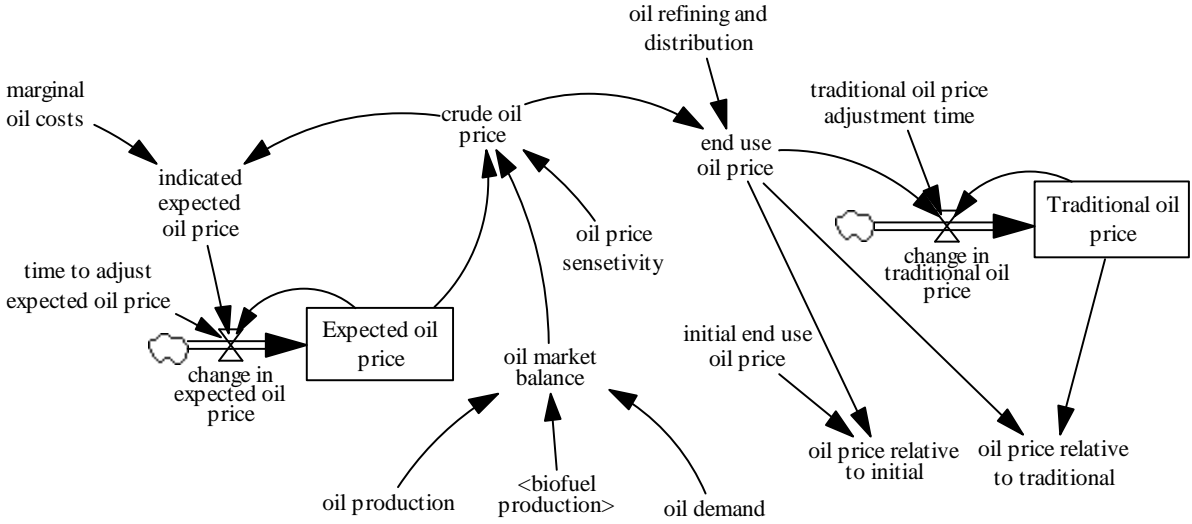 oil refining and
distribution
marginal
oil costs
traditional oil price
adjustment time
crude oil
price
end use
oil price
indicated
expected
oil price
Traditional oil
price
oil price
sensetivity
change in
traditional oil
price
time to adjust
expected oil price
Expected oil
price
initial end use
oil price
oil market
balance
change in
expected oil
price
oil price relative
to initial
oil price relative
to traditional
oil production
<biofuel
production>
oil demand